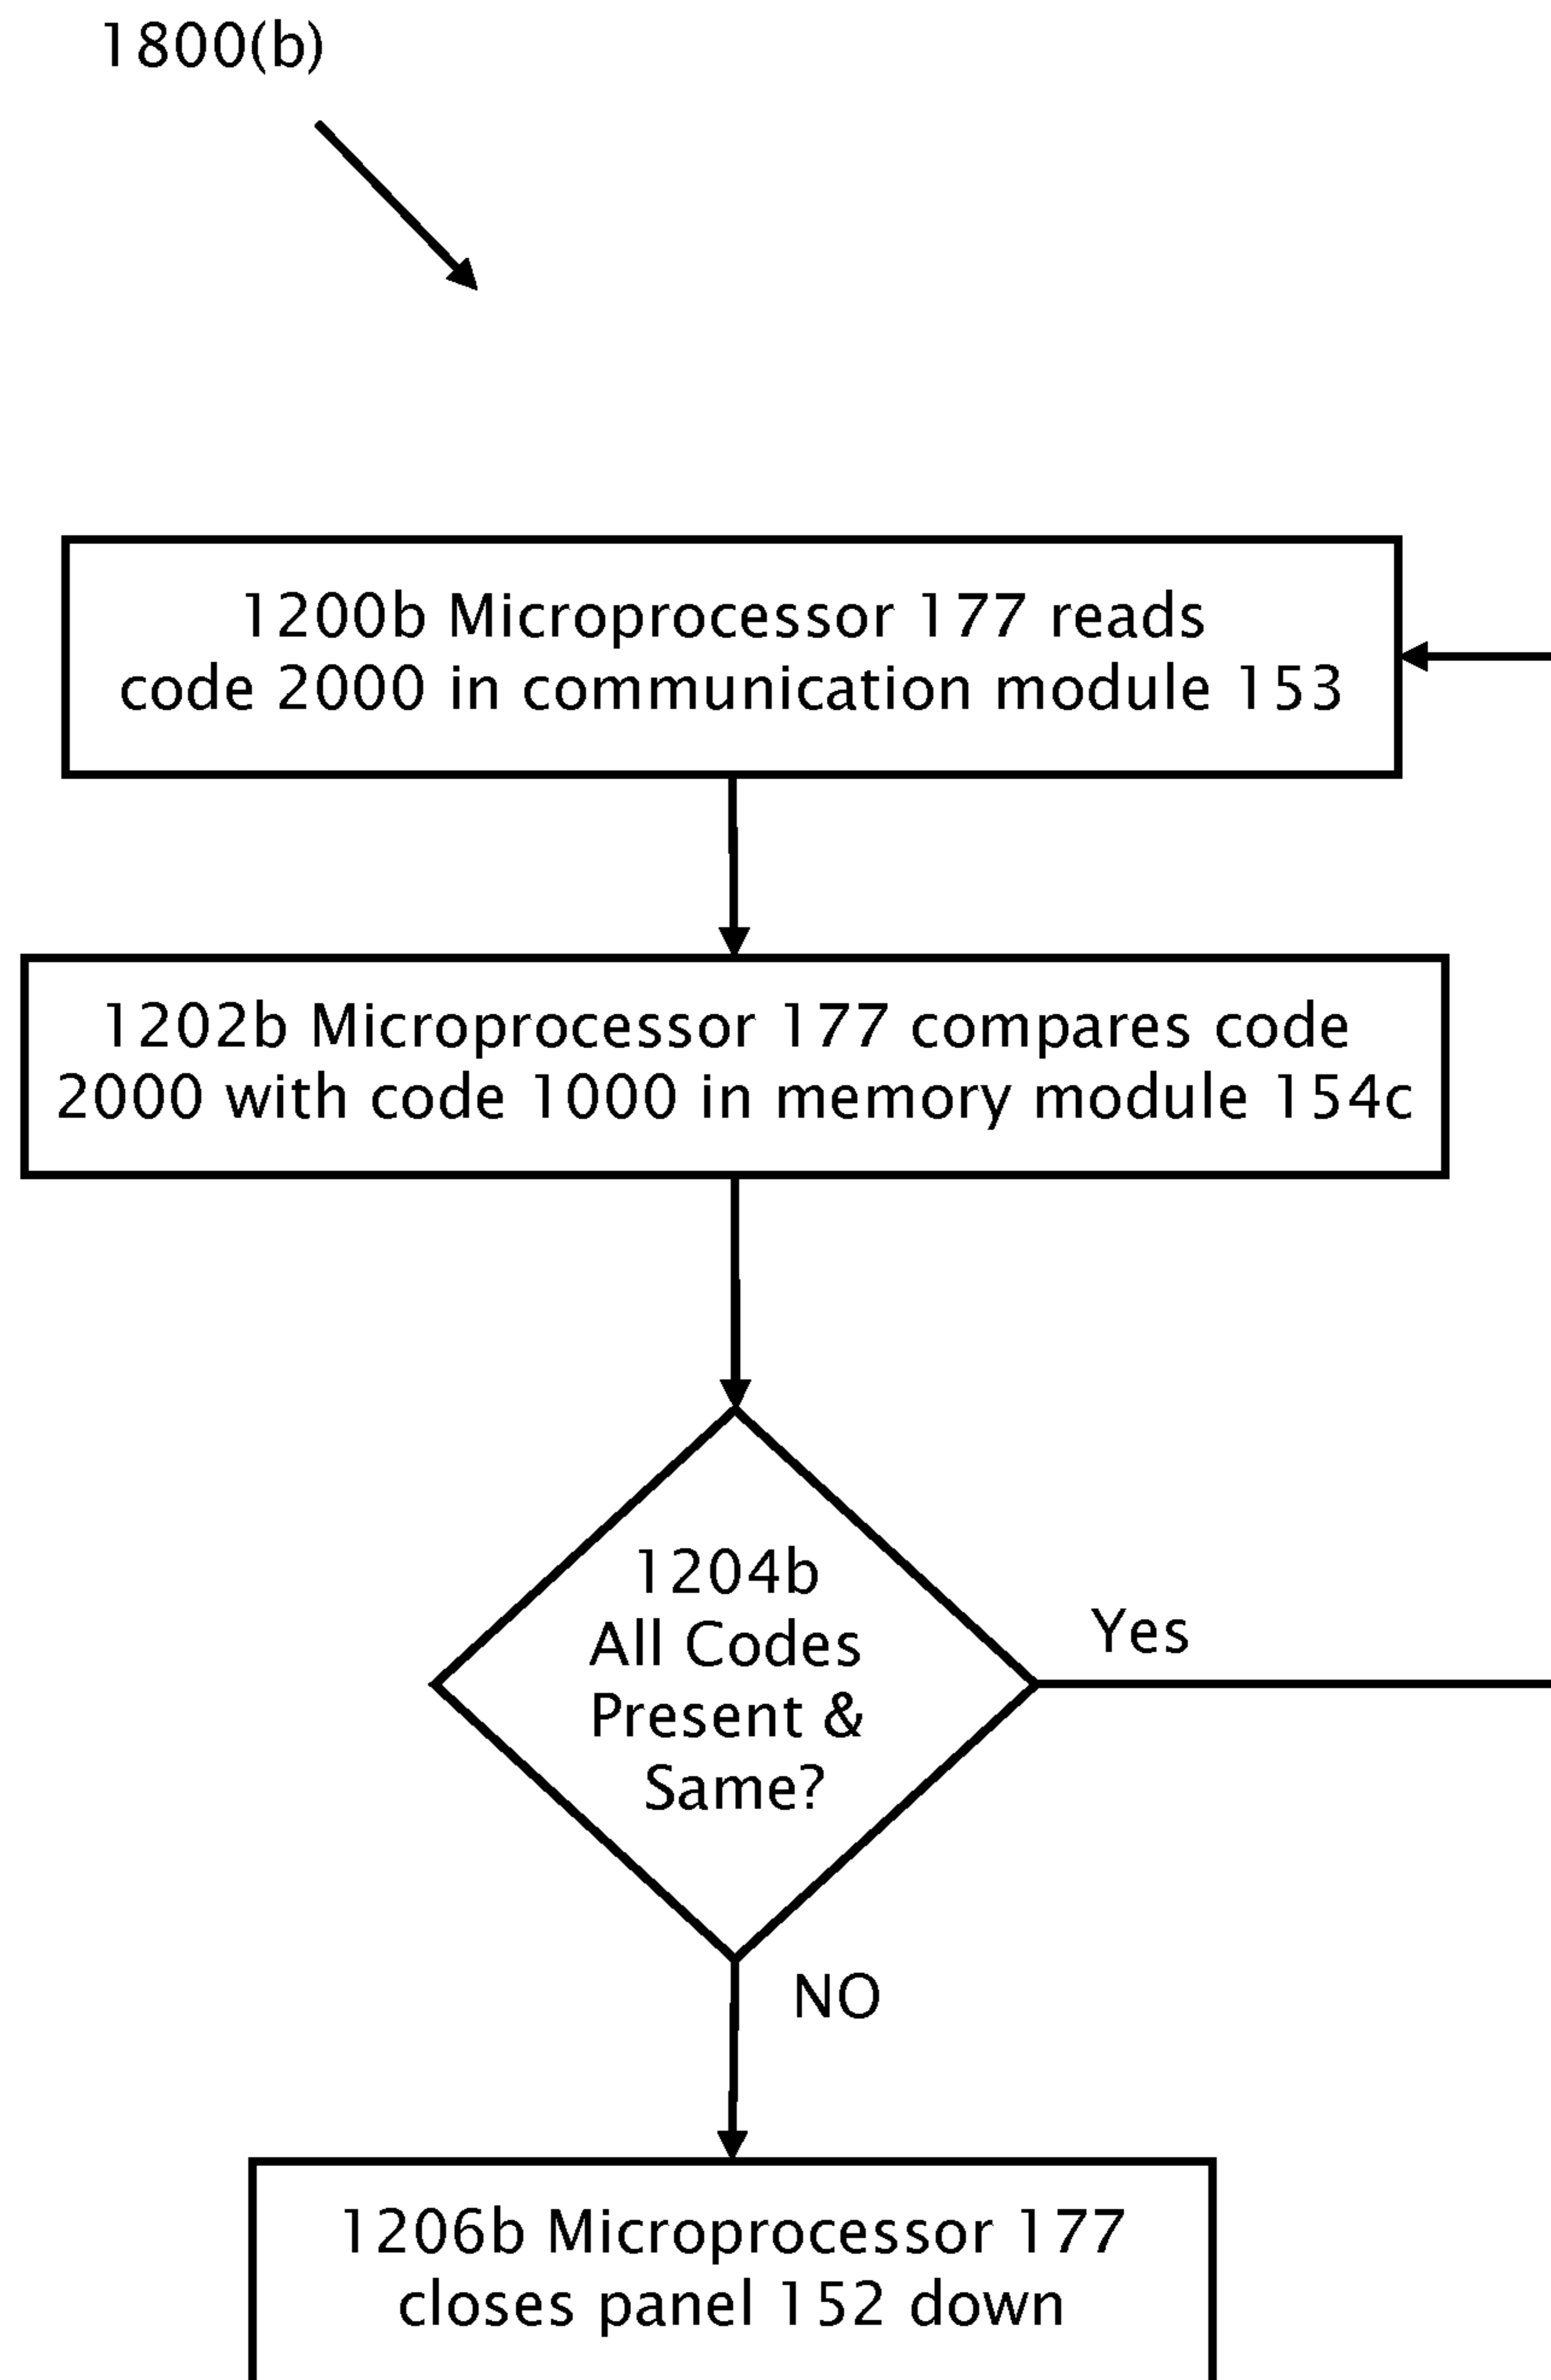 1800(b)
1200b Microprocessor 177 reads
code 2000 in communication module 153
1202b Microprocessor 177 compares code
2000 with code 1000 in memory module 154c
1204b
All Codes
Present &
Same?
Yes
NO
1206b Microprocessor 177
closes panel 152 down